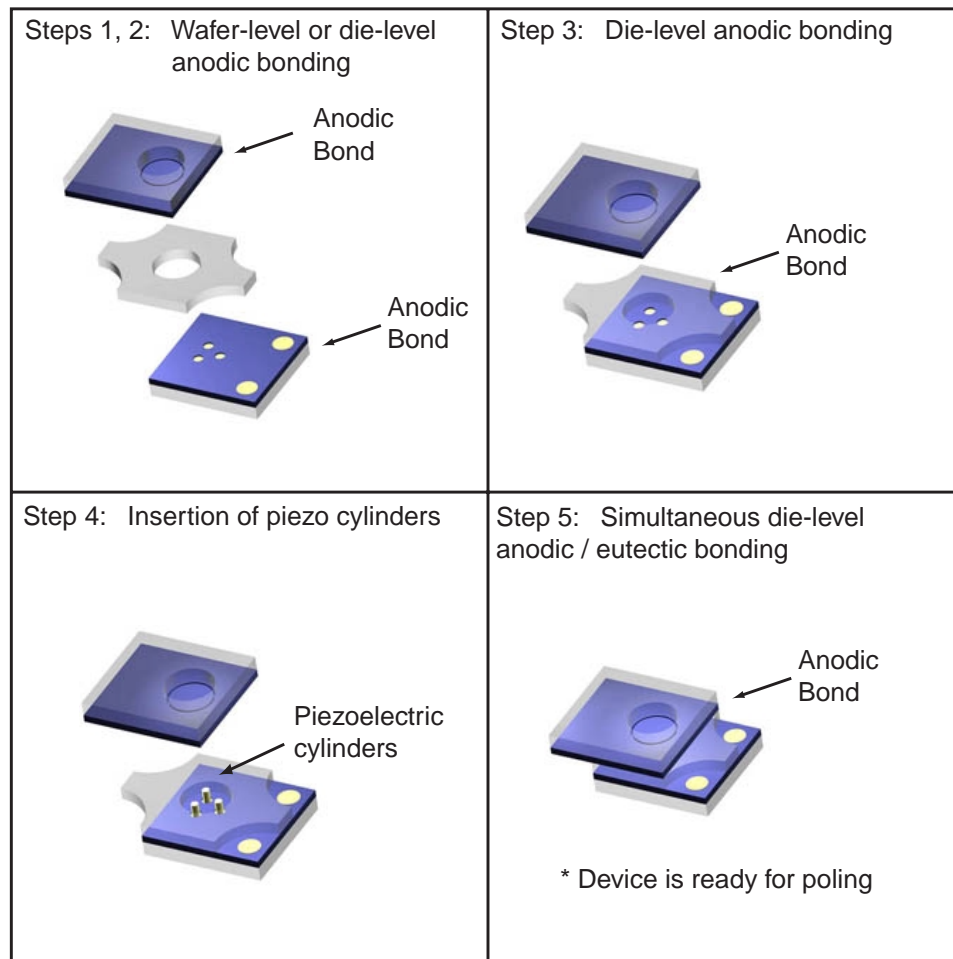 Steps 1, 2: Wafer-level or die-level
anodic bonding
Anodic
Bond
Anodic
Bond
Step 3: Die-level anodic bonding
Anodic
Bond
Step 4: Insertion of piezo cylinders
Piezoelectric
cylinders
Step 5: Simultaneous die-level
anodic / eutectic bonding
Anodic
Bond
* Device is ready for poling